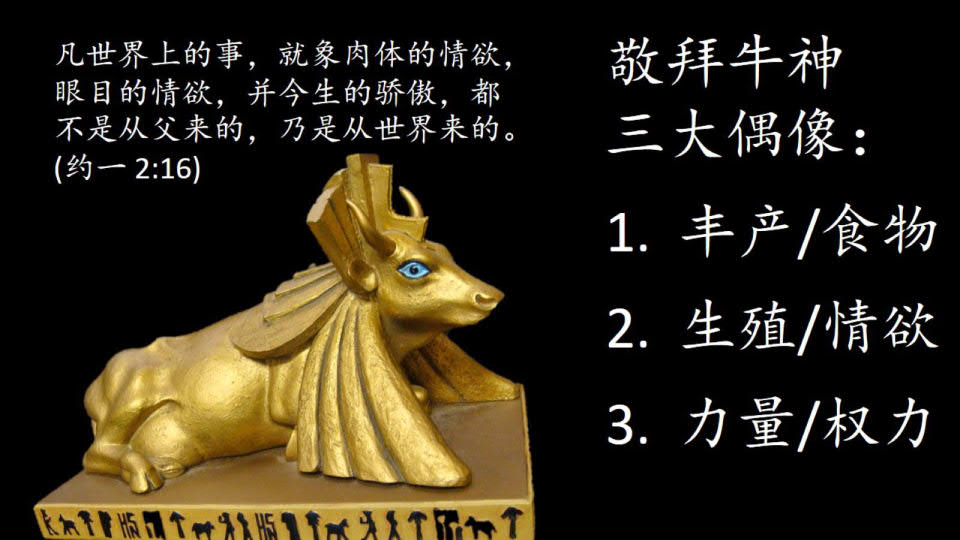 凡世界上的事，就象肉体的情欲，
眼目的情欲，并今生的骄傲，都
不是从父来的，乃是从世界来的。
(约一 2:16)
敬拜牛神
三大偶像：
1. 丰产/食物
2. 生殖/情欲
3. 力量/权力